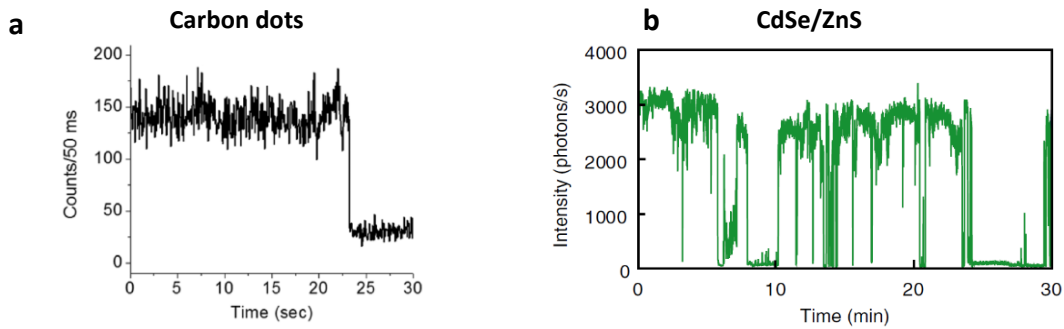 a
Carbon dots
200
150
100
50
0
Counts/50 ms
0 5 10 15 20 25 30
Time (sec)
b
CdSe/ZnS
4000
3000
2000
1000
0
Intensity (photons/s)
0 10 20 30
Time (min)